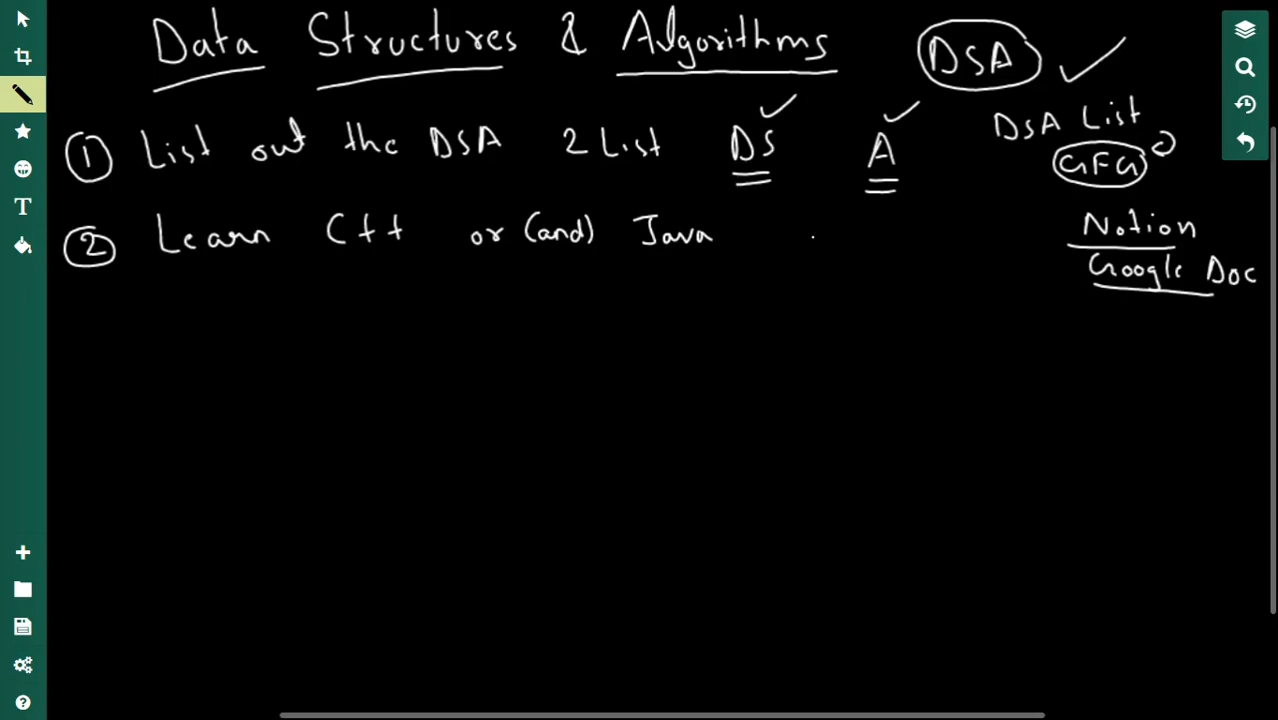 Data Structures & Algorithms DSA
DSA List
① List out the DSA 2 List DS A
GFG
② Learn C++ or (and) Java
Notion
Google Doc
T